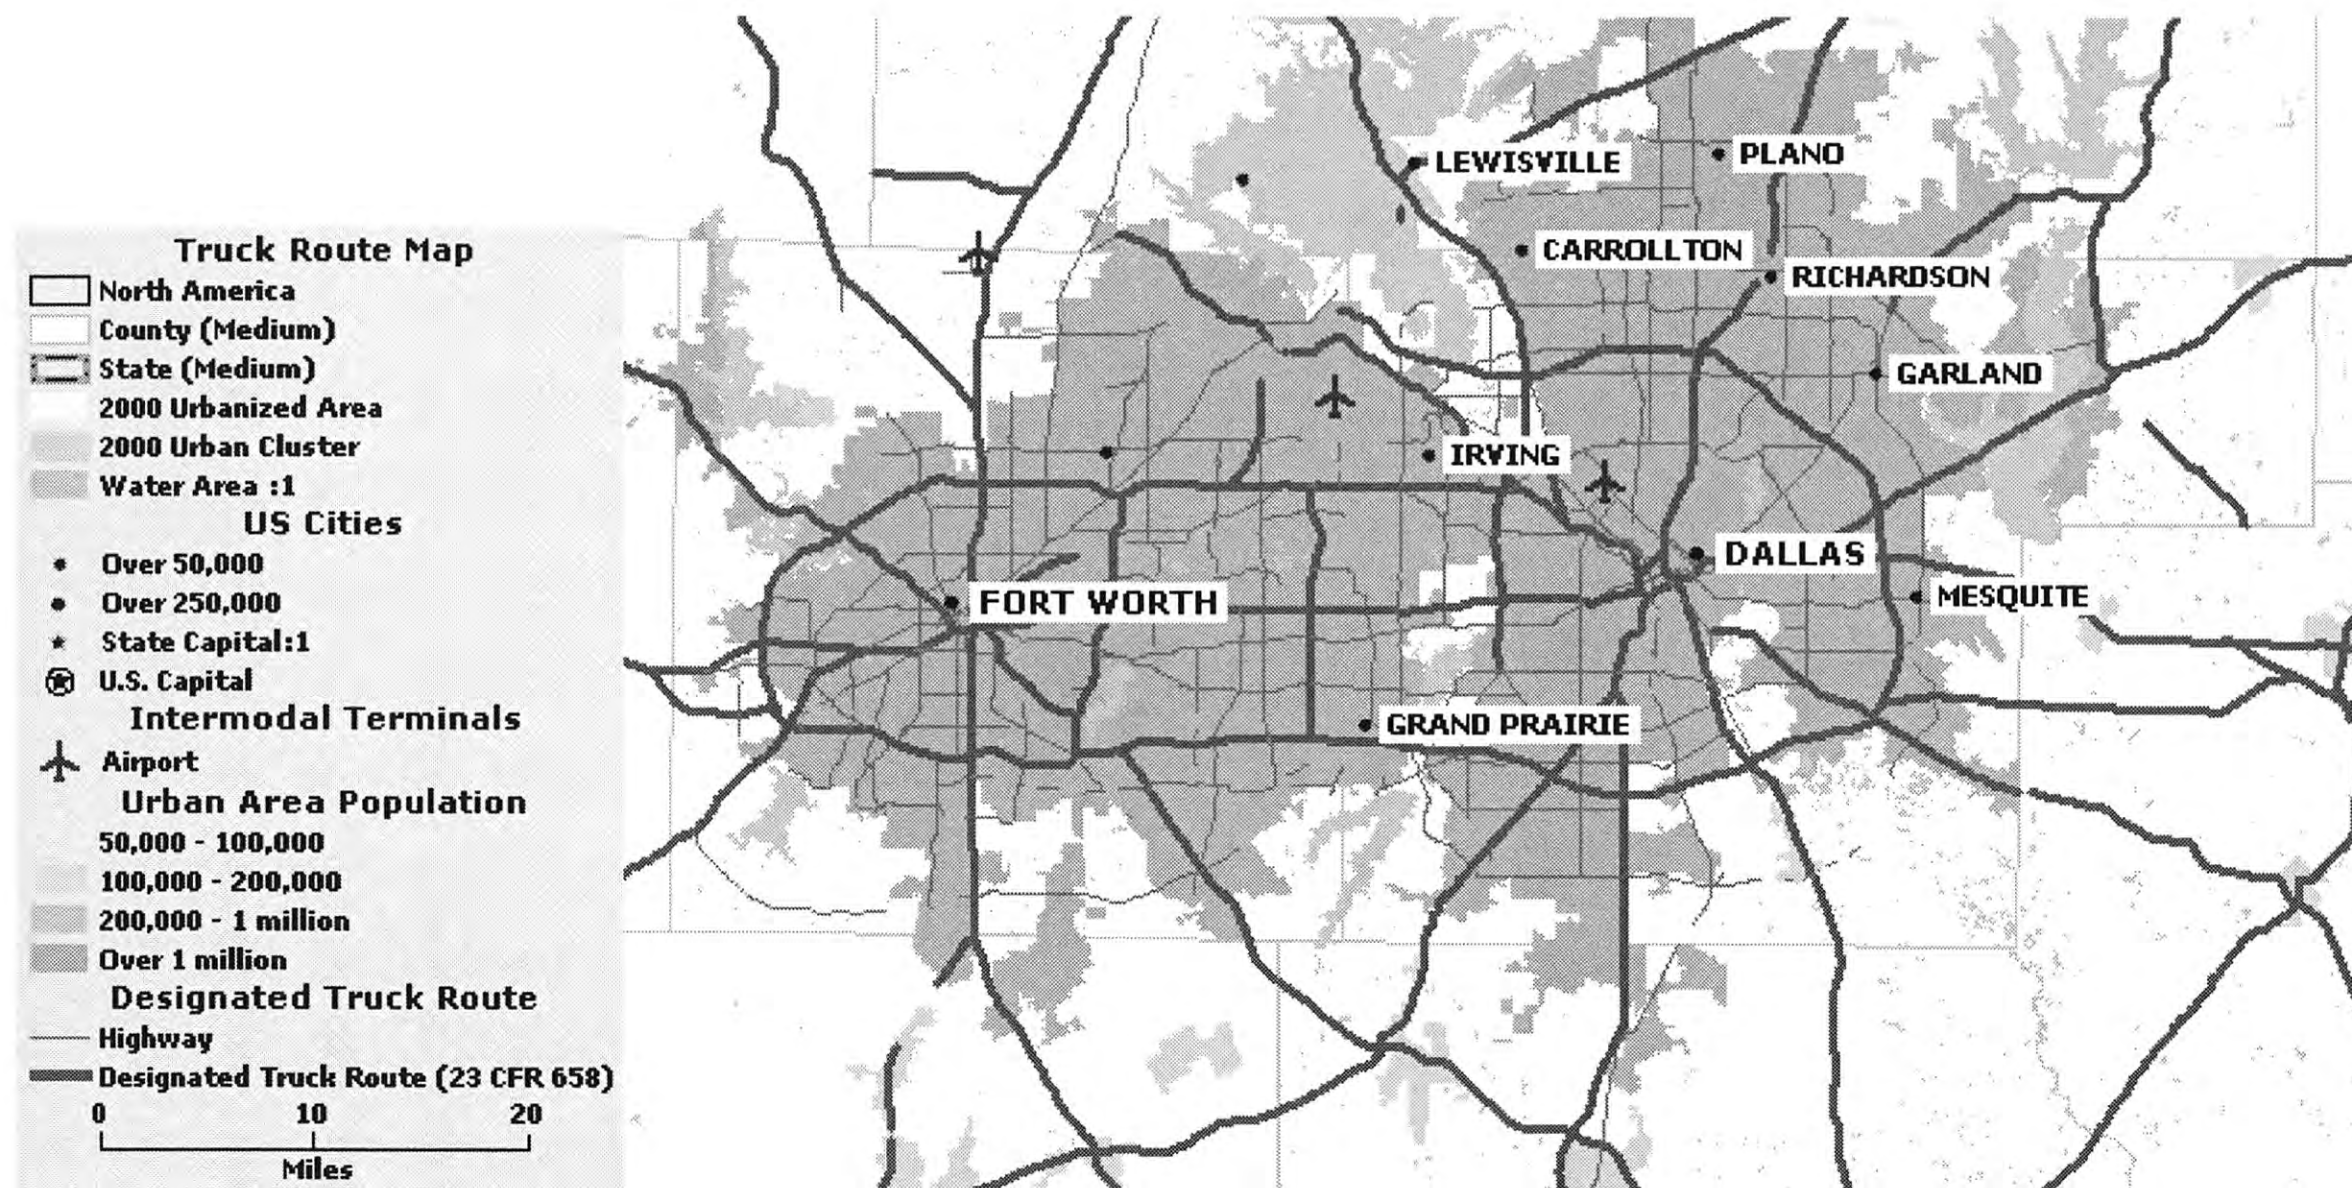 Truck Route Map
North America
County (Medium)
State (Medium)
2000 Urbanized Area
2000 Urban Cluster
Water Area :1
US Cities
Over 50,000
Over 250,000
State Capital:1
U.S. Capital
Intermodal Terminals
Airport
Urban Area Population
50,000 - 100,000
100,000 - 200,000
200,000 - 1 million
Over 1 million
Designated Truck Route
Highway
Designated Truck Route (23 CFR 658)
0 10 20
Miles
LEWISVILLE
PLANO
CARROLLTON
RICHARDSON
GARLAND
IRVING
DALLAS
MESQUITE
FORT WORTH
GRAND PRAIRIE